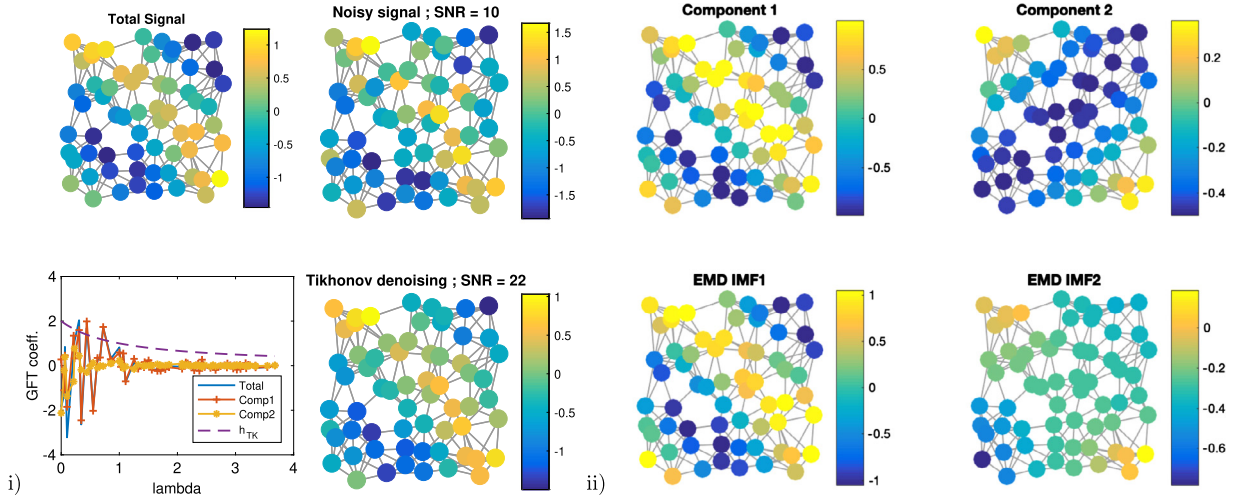 Total Signal
1
0.5
0
-0.5
-1
Noisy signal ; SNR = 10
1.5
1
0.5
0
-0.5
-1
-1.5
GFT coeff.
4
2
0
-2
-4
Total
Comp1
Comp2
hTK
0
1
2
3
4
lambda
Tikhonov denoising ; SNR = 22
1
0.5
0
-0.5
-1
i)
Component 1
0.5
0
-0.5
Component 2
0.2
0
-0.2
-0.4
EMD IMF1
1
0.5
0
-0.5
-1
EMD IMF2
0
-0.2
-0.4
-0.6
ii)